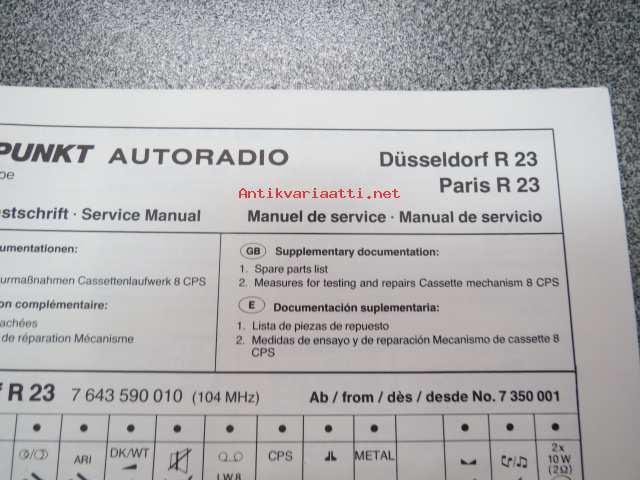 PUNKT AUTORADIO
Düsseldorf R 23
Paris R 23
Antikvariaatti.net
stschrift · Service Manual
Manuel de service · Manual de servicio
umentationen:
urmaßnahmen Cassettenlaufwerk 8 CPS
on complémentaire:
achées
de réparation Mécanisme
GB Supplementary documentation:
1. Spare parts list
2. Measures for testing and repairs Cassette mechanism 8 CPS
E Documentación suplementaria:
1. Lista de piezas de repuesto
2. Medidas de ensayo y de reparación Mecanismo de cassette 8
CPS
R 23 7 643 590 010 (104 MHz)
Ab / from / dès / desde No. 7 350 001
ARI DK/WT CPS METAL 2x
10 W
(2Ω)